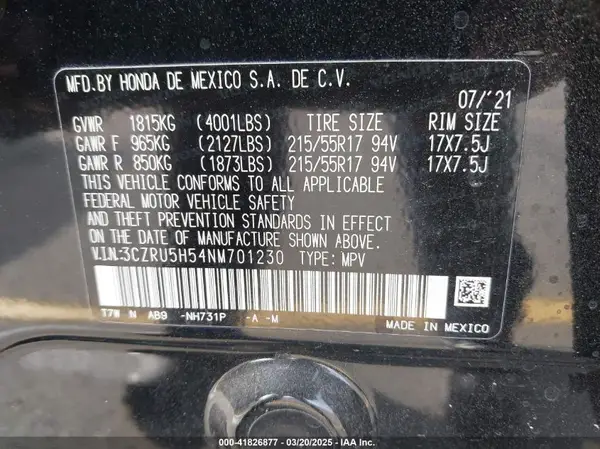 MFD. BY HONDA DE MEXICO S.A. DE C.V.
07/'21
GVWR 1815KG (4001LBS) TIRE SIZE RIM SIZE
GAWR F 965KG (2127LBS) 215/55R17 94V 17X7.5J
GAWR R 850KG (1873LBS) 215/55R17 94V 17X7.5J
THIS VEHICLE CONFORMS TO ALL APPLICABLE
FEDERAL MOTOR VEHICLE SAFETY
AND THEFT PREVENTION STANDARDS IN EFFECT
ON THE DATE OF MANUFACTURE SHOWN ABOVE.
V.I.N.:3CZRU5H54NM701230 TYPE: MPV
T7W N AB9 -NH731P -A -M
MADE IN MEXICO
000-41826877 - 03/20/2025 - IAA Inc.